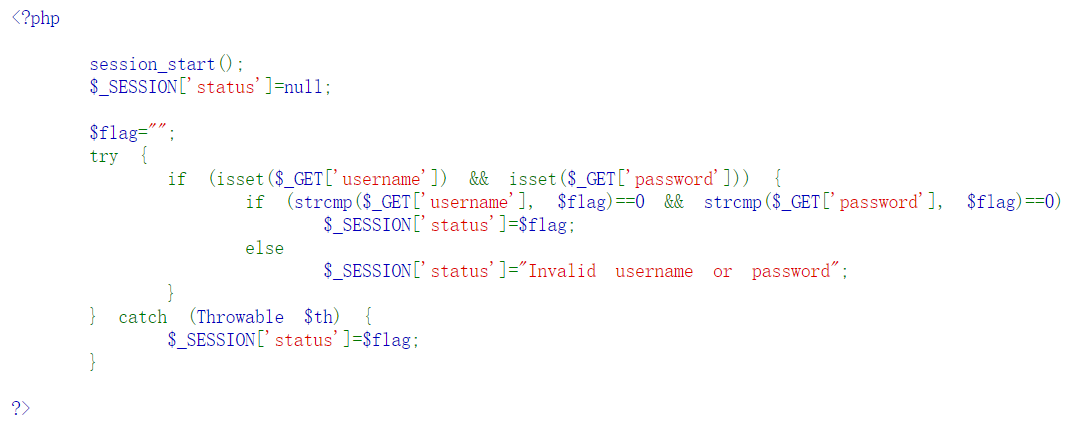 <?php
session_start();
$_SESSION['status']=null;
$flag="";
try {
if (isset($_GET['username']) && isset($_GET['password'])) {
if (strcmp($_GET['username'], $flag)==0 && strcmp($_GET['password'], $flag)==0)
$_SESSION['status']=$flag;
else
$_SESSION['status']="Invalid username or password";
}
} catch (Throwable $th) {
$_SESSION['status']=$flag;
}
?>